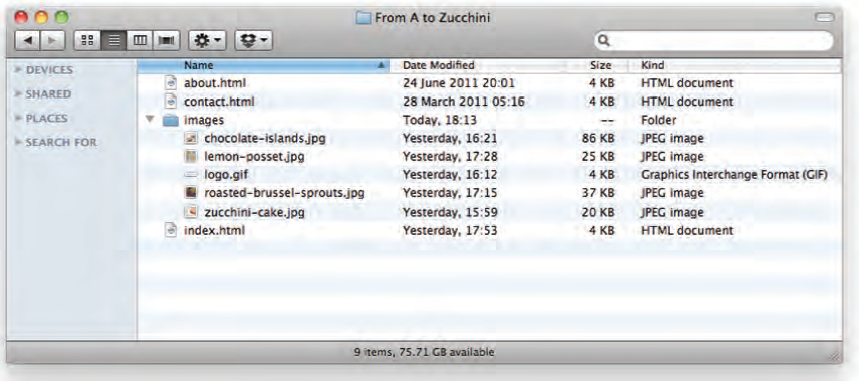 From A to Zucchini
Name Date Modified Size Kind
DEVICES
about.html 24 June 2011 20:01 4 KB HTML document
SHARED
contact.html 28 March 2011 05:16 4 KB HTML document
PLACES
images Today, 18:13 -- Folder
SEARCH FOR
chocolate-islands.jpg Yesterday, 16:21 86 KB JPEG image
lemon-posset.jpg Yesterday, 17:28 25 KB JPEG image
logo.gif Yesterday, 16:12 4 KB Graphics Interchange Format (GIF)
roasted-brussel-sprouts.jpg Yesterday, 17:15 37 KB JPEG image
zucchini-cake.jpg Yesterday, 15:59 20 KB JPEG image
index.html Yesterday, 17:53 4 KB HTML document
9 items, 75.71 GB available